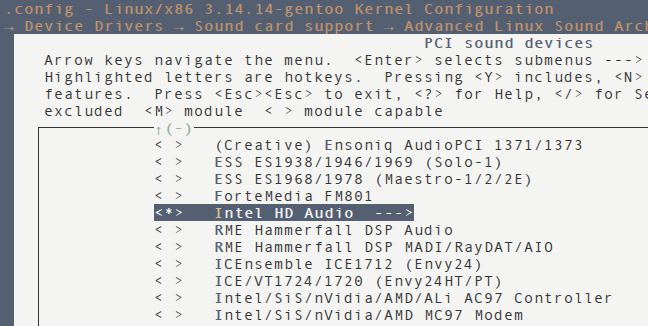 .config - Linux/x86 3.14.14-gentoo Kernel Configuration
→ Device Drivers → Sound card support → Advanced Linux Sound
PCI sound devices
Arrow keys navigate the menu.  <Enter> selects submenus --->
Highlighted letters are hotkeys.  Pressing <Y> includes, <N>
features.  Press <Esc><Esc> to exit, <?> for Help, </> for
excluded  <M> module  < > module capable
↑(-)
< >   (Creative) Ensoniq AudioPCI 1371/1373
< >   ESS ES1938/1946/1969 (Solo-1)
< >   ESS ES1968/1978 (Maestro-1/2/2E)
< >   ForteMedia FM801
<*>   Intel HD Audio  --->
< >   RME Hammerfall DSP Audio
< >   RME Hammerfall DSP MADI/RayDAT/AIO
< >   ICEnsemble ICE1712 (Envy24)
< >   ICE/VT1724/1720 (Envy24HT/PT)
< >   Intel/SiS/nVidia/AMD/ALi AC97 Controller
< >   Intel/SiS/nVidia/AMD MC97 Modem